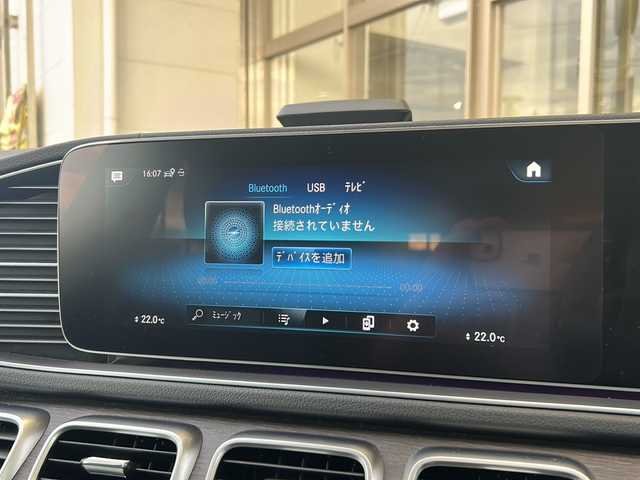 16:07
Bluetooth USB ﾃﾚﾋﾞ
Bluetoothｵｰﾃﾞｨｵ
接続されていません
ﾃﾞﾊﾞｲｽを追加
00:00 00:00
ﾐｭｰｼﾞｯｸ
22.0℃ 22.0℃